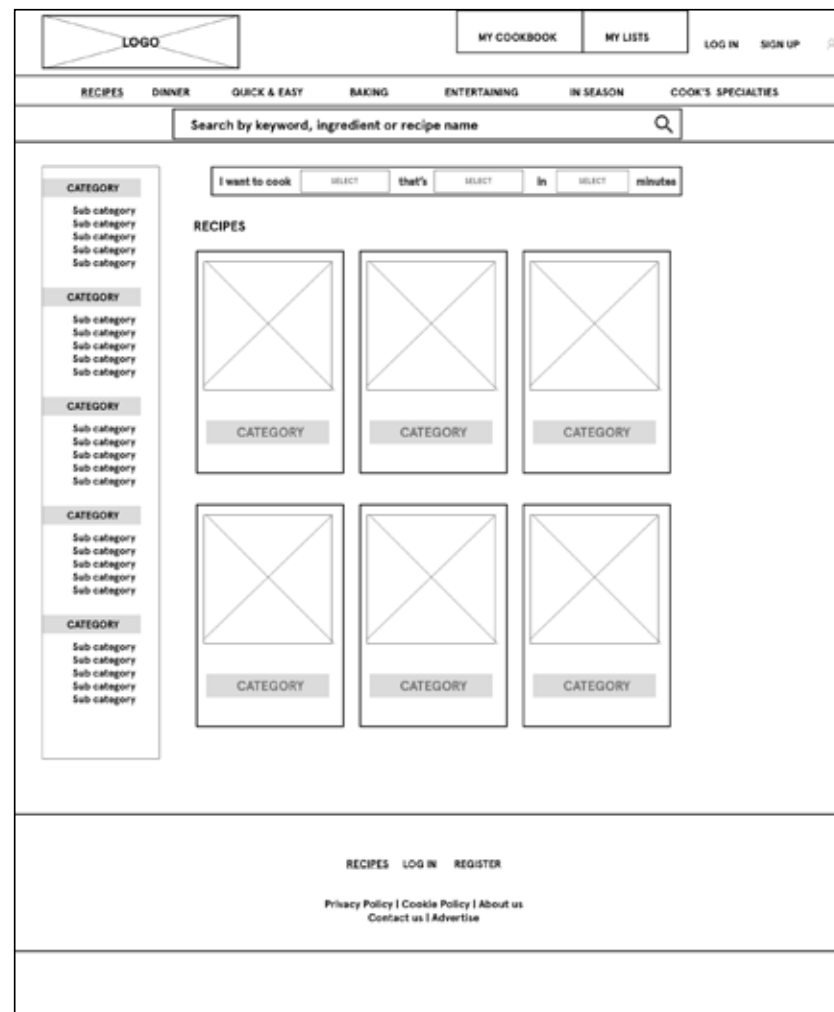 LOGO
MY COOKBOOK
MY LISTS
LOG IN
SIGN UP
RECIPES DINNER QUICK & EASY BAKING ENTERTAINING IN SEASON COOK'S SPECIALTIES
Search by keyword, ingredient or recipe name
I want to cook SELECT that's SELECT in SELECT minutes
CATEGORY
Sub category
Sub category
Sub category
Sub category
Sub category
CATEGORY
Sub category
Sub category
Sub category
Sub category
Sub category
CATEGORY
Sub category
Sub category
Sub category
Sub category
Sub category
CATEGORY
Sub category
Sub category
Sub category
Sub category
Sub category
CATEGORY
Sub category
Sub category
Sub category
Sub category
Sub category
RECIPES
CATEGORY CATEGORY CATEGORY
CATEGORY CATEGORY CATEGORY
RECIPES LOG IN REGISTER
Privacy Policy | Cookie Policy | About us
Contact us | Advertise